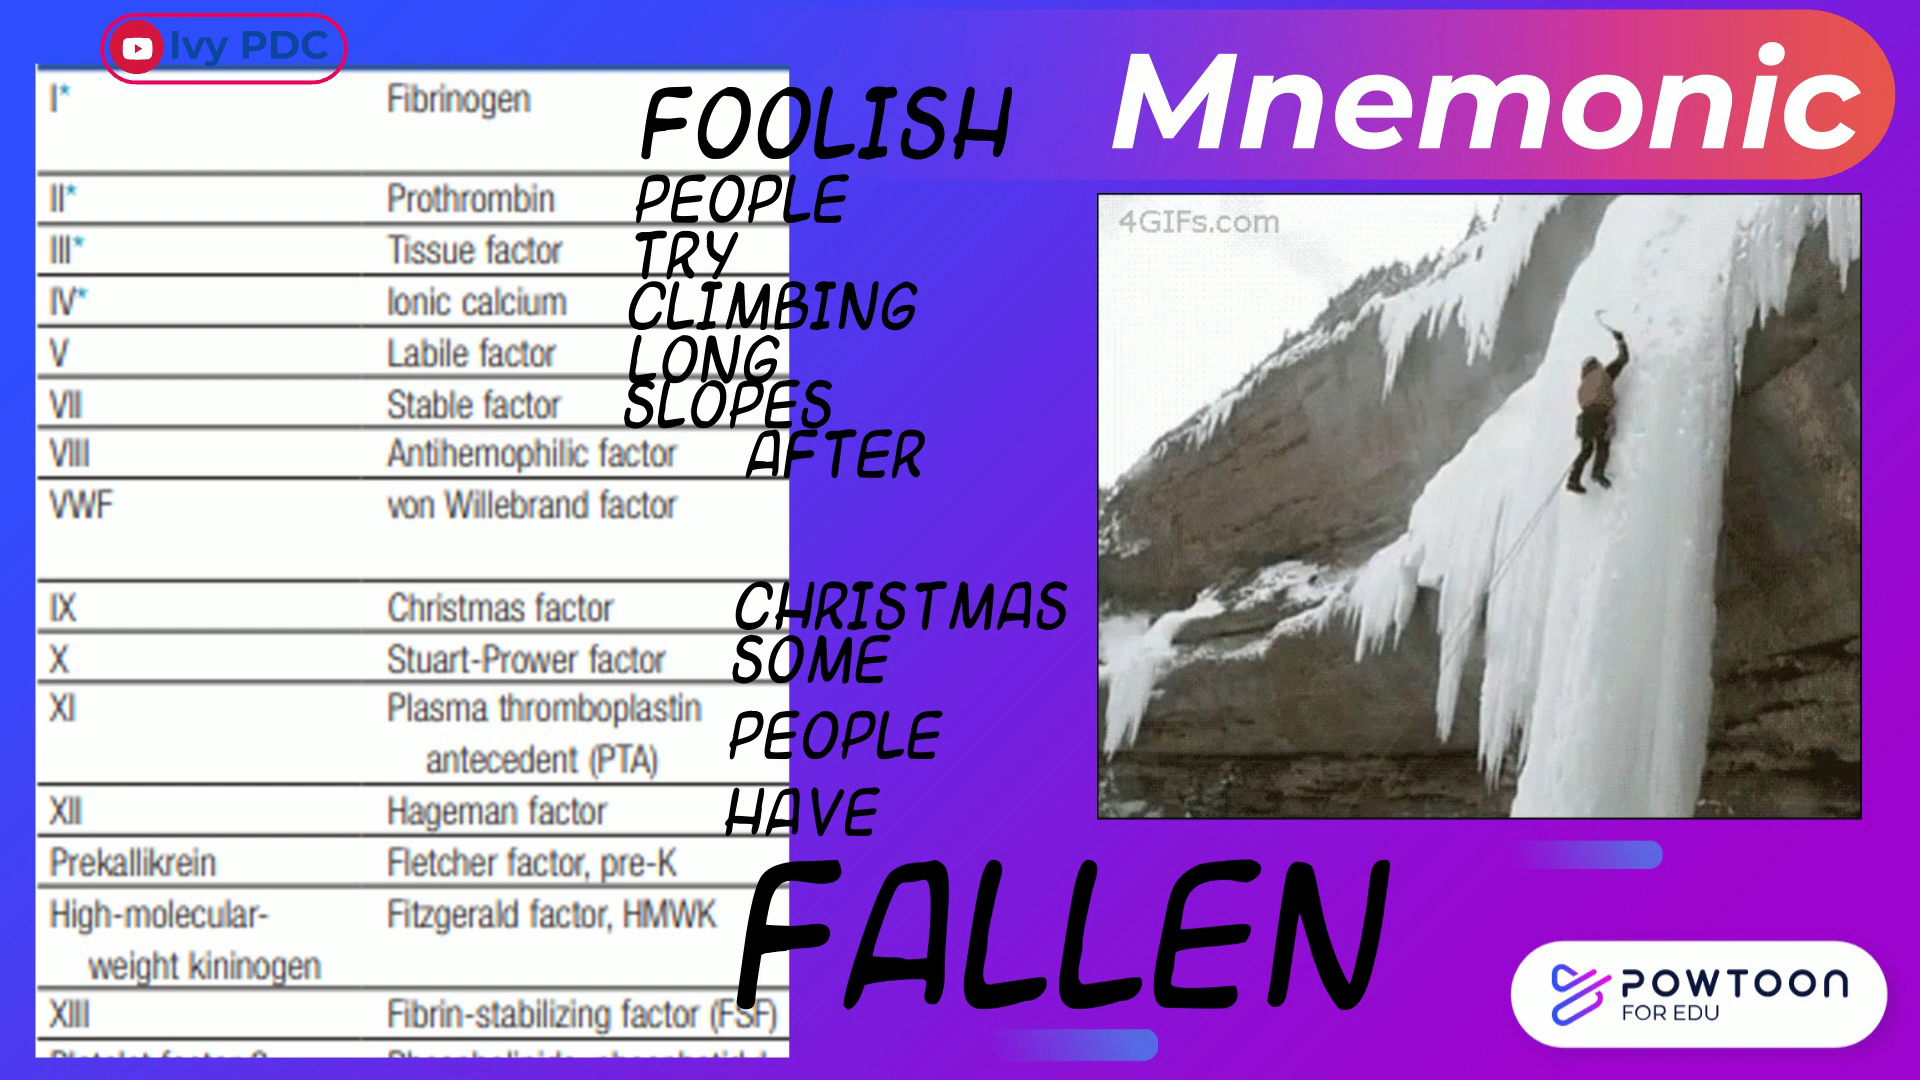 Ivy PDC
Mnemonic
I* Fibrinogen FOOLISH
II* Prothrombin PEOPLE
III* Tissue factor TRY
IV* Ionic calcium CLIMBING
V Labile factor LONG
VII Stable factor SLOPES
VIII Antihemophilic factor AFTER
VWF von Willebrand factor
IX Christmas factor CHRISTMAS
X Stuart-Prower factor SOME
XI Plasma thromboplastin
antecedent (PTA) PEOPLE
XII Hageman factor HAVE
Prekallikrein Fletcher factor, pre-K
High-molecular- Fitzgerald factor, HMWK
weight kininogen
XIII Fibrin-stabilizing factor (FSF) FALLEN
4GIFs.com
POWTOON
FOR EDU